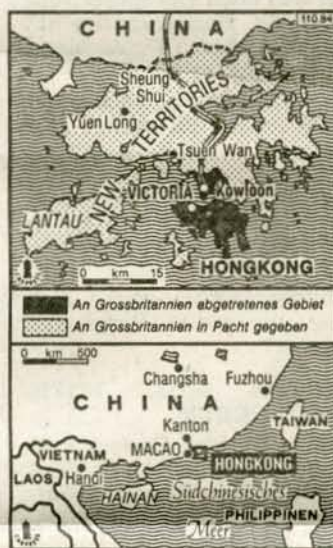 CHINA
110.84
Sheung
Shui
Yuen Long
NEW TERRITORIES
Tsuen Wan
VICTORIA
Kowloon
LANTAU
0 km 15
HONGKONG
An Grossbritannien abgetretenes Gebiet
An Grossbritannien in Pacht gegeben
0 km 500
Changsha
Fuzhou
CHINA
TAIWAN
Kanton
VIETNAM
MACAO
HONGKONG
LAOS
Hanoi
HAINAN
Südchinesisches
Meer
PHILIPPINEN